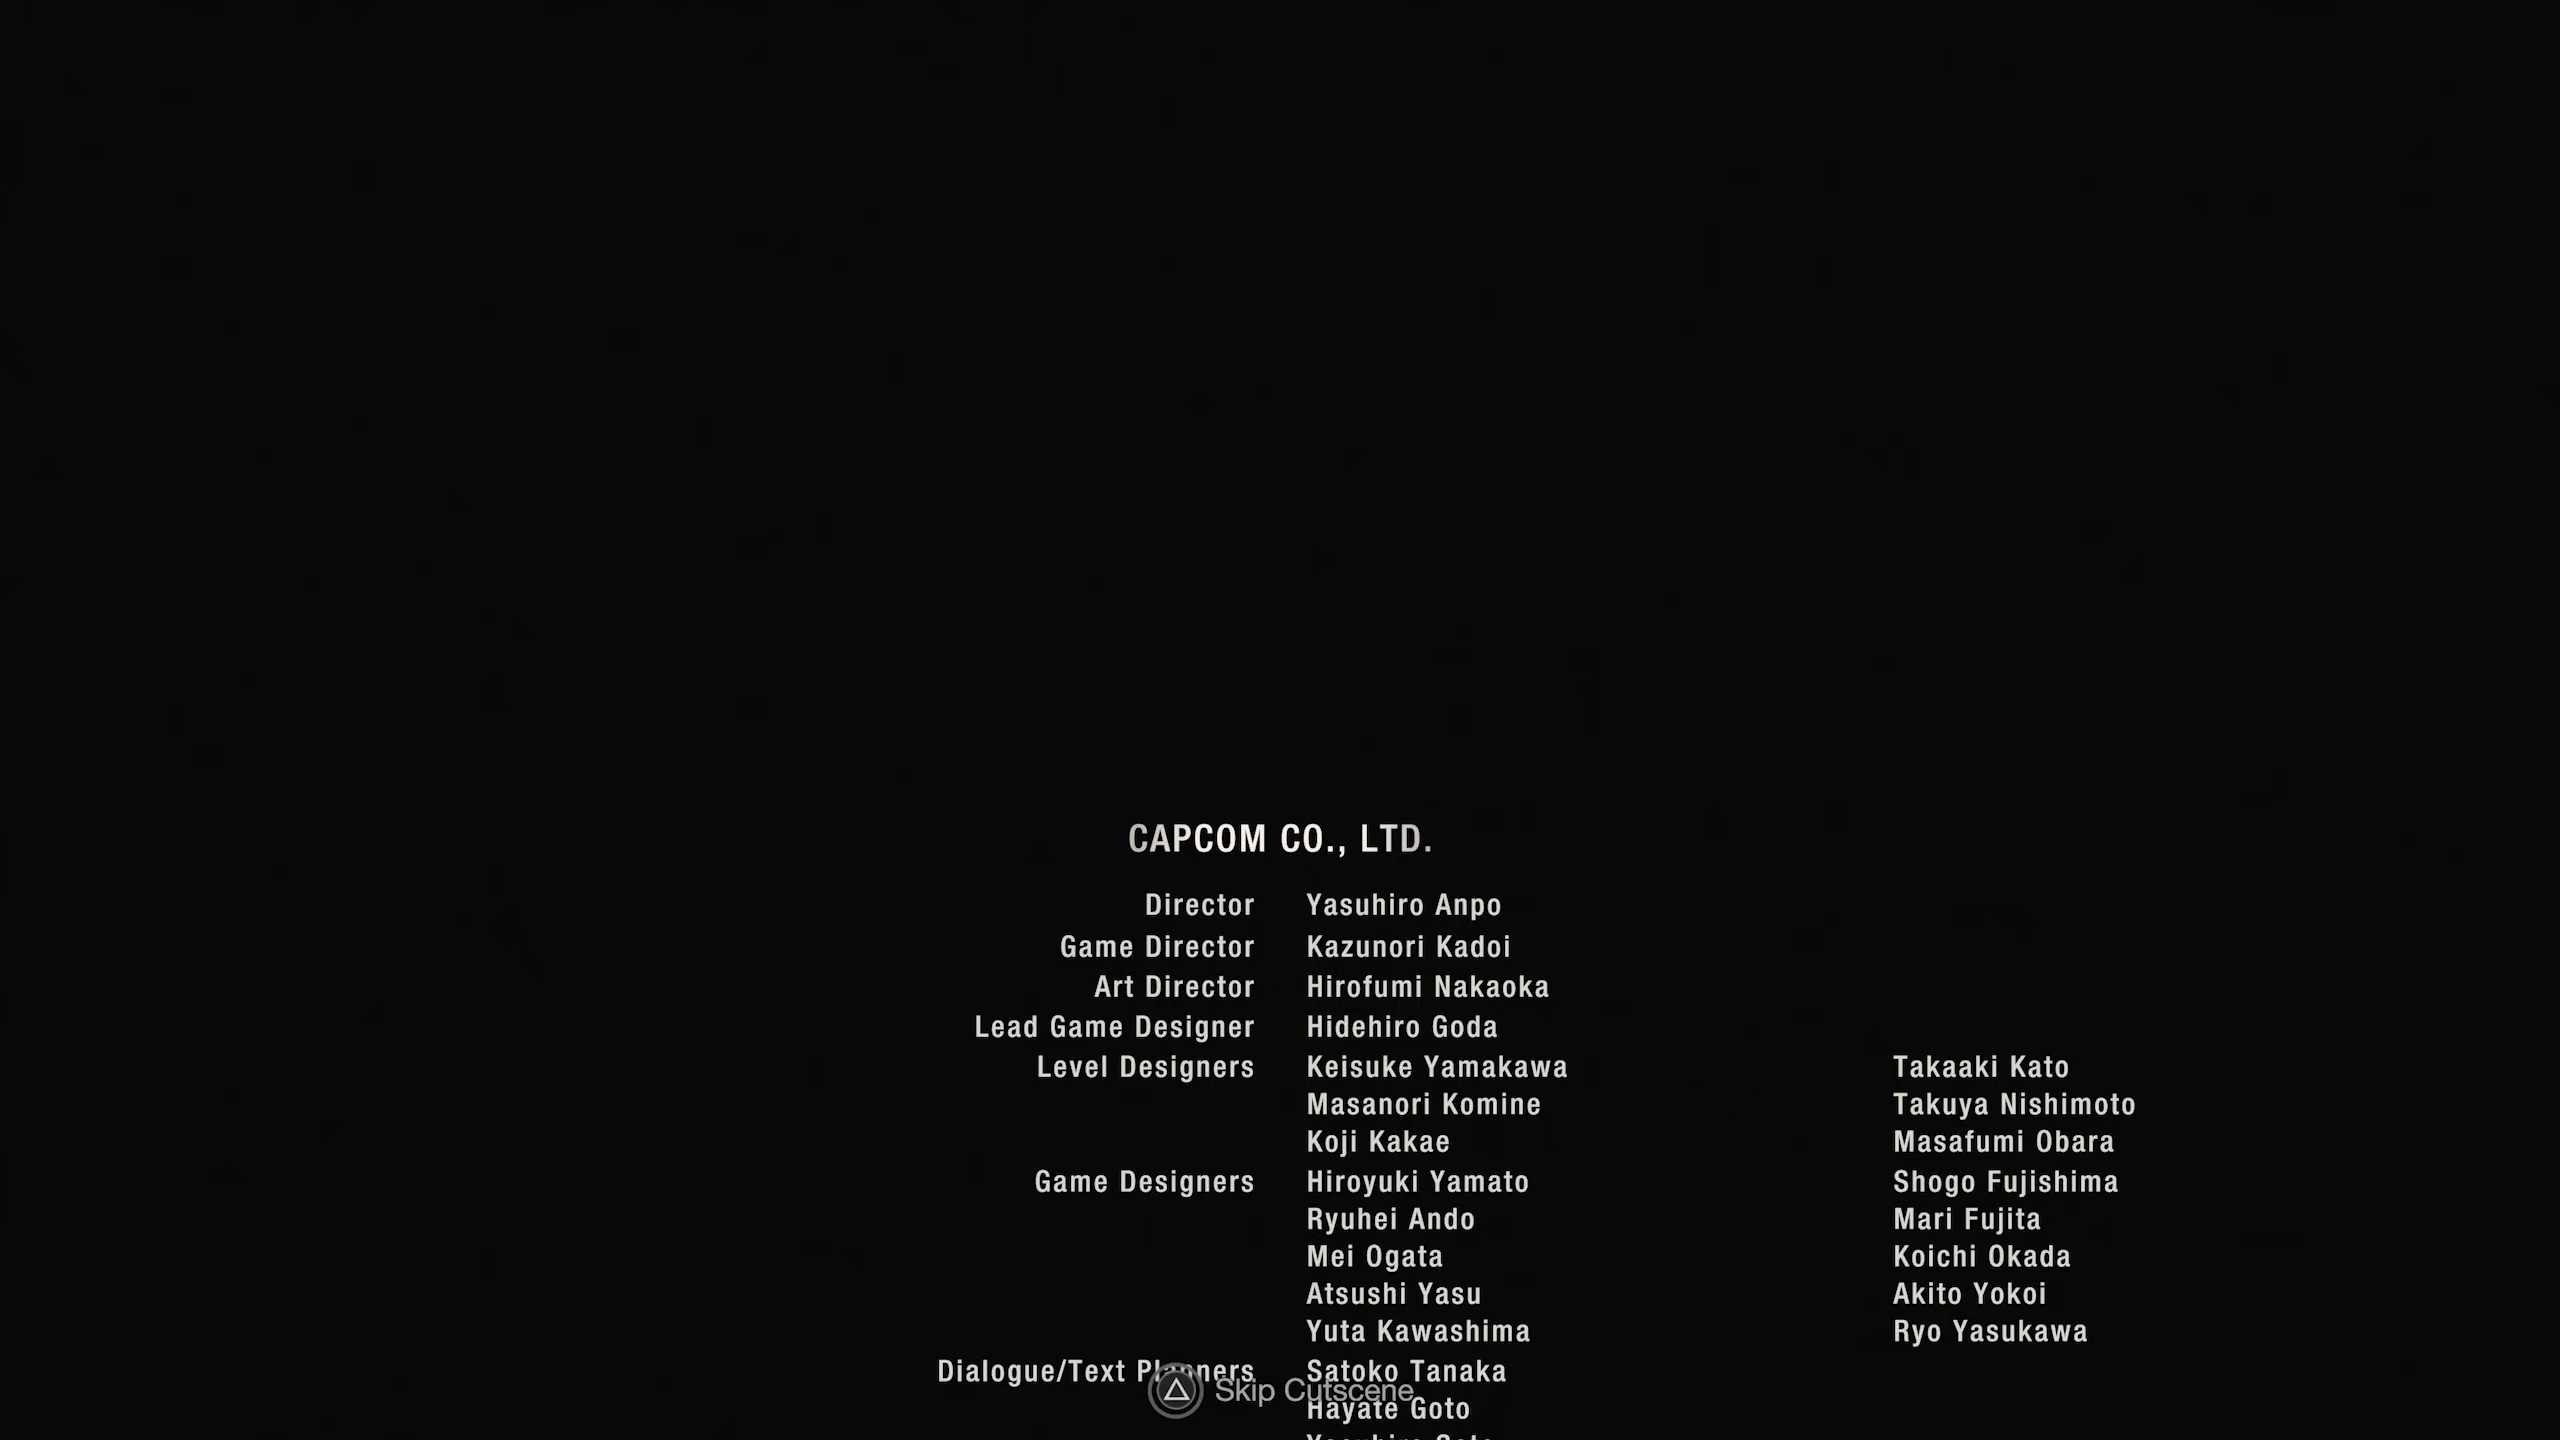 CAPCOM CO., LTD.
Director Yasuhiro Anpo
Game Director Kazunori Kadoi
Art Director Hirofumi Nakaoka
Lead Game Designer Hidehiro Goda
Level Designers Keisuke Yamakawa Takaaki Kato
Masanori Komine Takuya Nishimoto
Koji Kakae Masafumi Obara
Game Designers Hiroyuki Yamato Shogo Fujishima
Ryuhei Ando Mari Fujita
Mei Ogata Koichi Okada
Atsushi Yasu Akito Yokoi
Yuta Kawashima Ryo Yasukawa
Dialogue/Text Planners Satoko Tanaka
Skip Cutscene
Hayate Goto